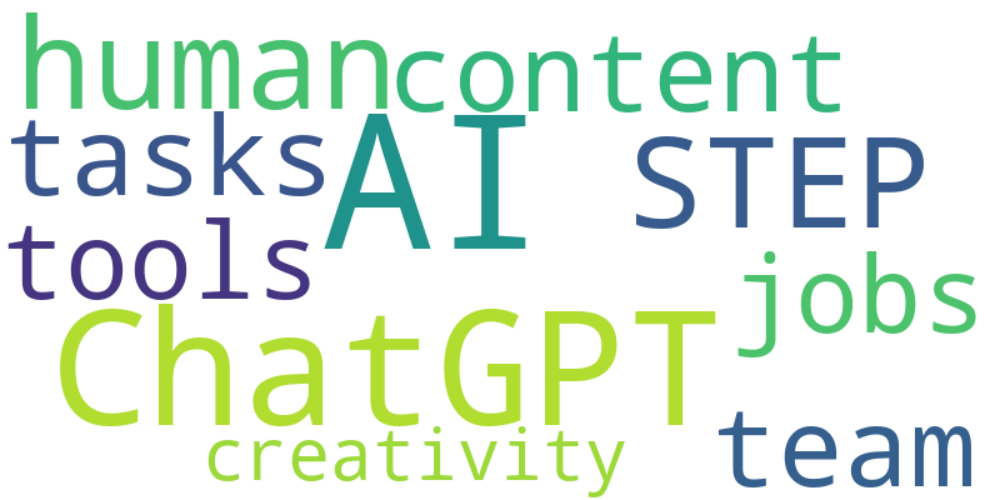 human content
tasks AI STEP
tools jobs
ChatGPT
creativity team